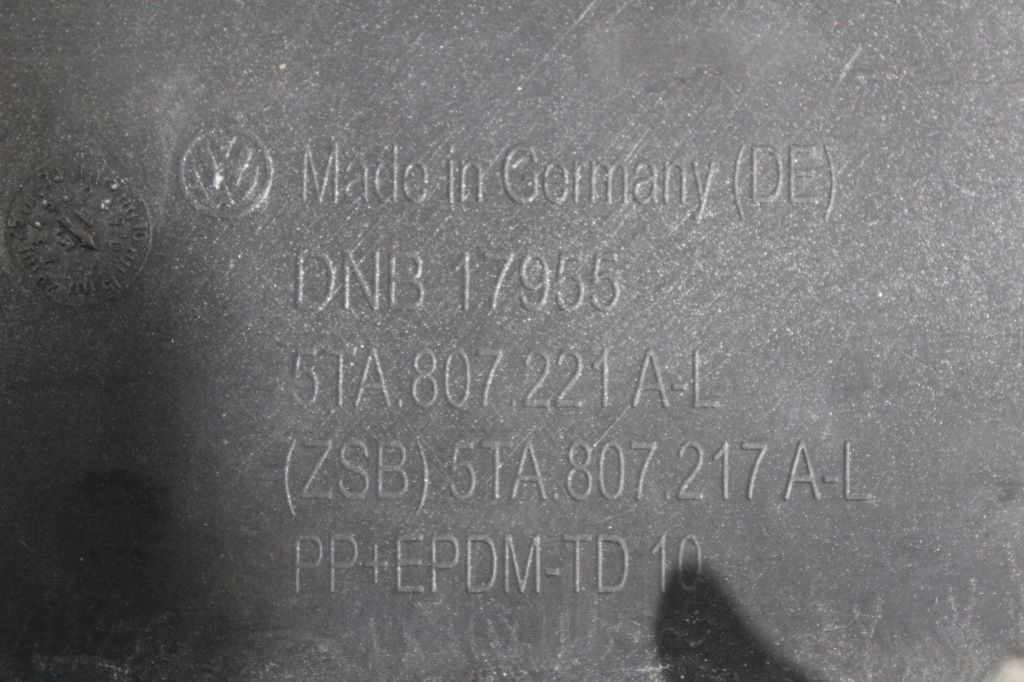 Made in Germany (DE)
DNB 17955
5TA.807.221 A-L
(ZSB) 5TA.807.217 A-L
PP+EPDM-TD 10